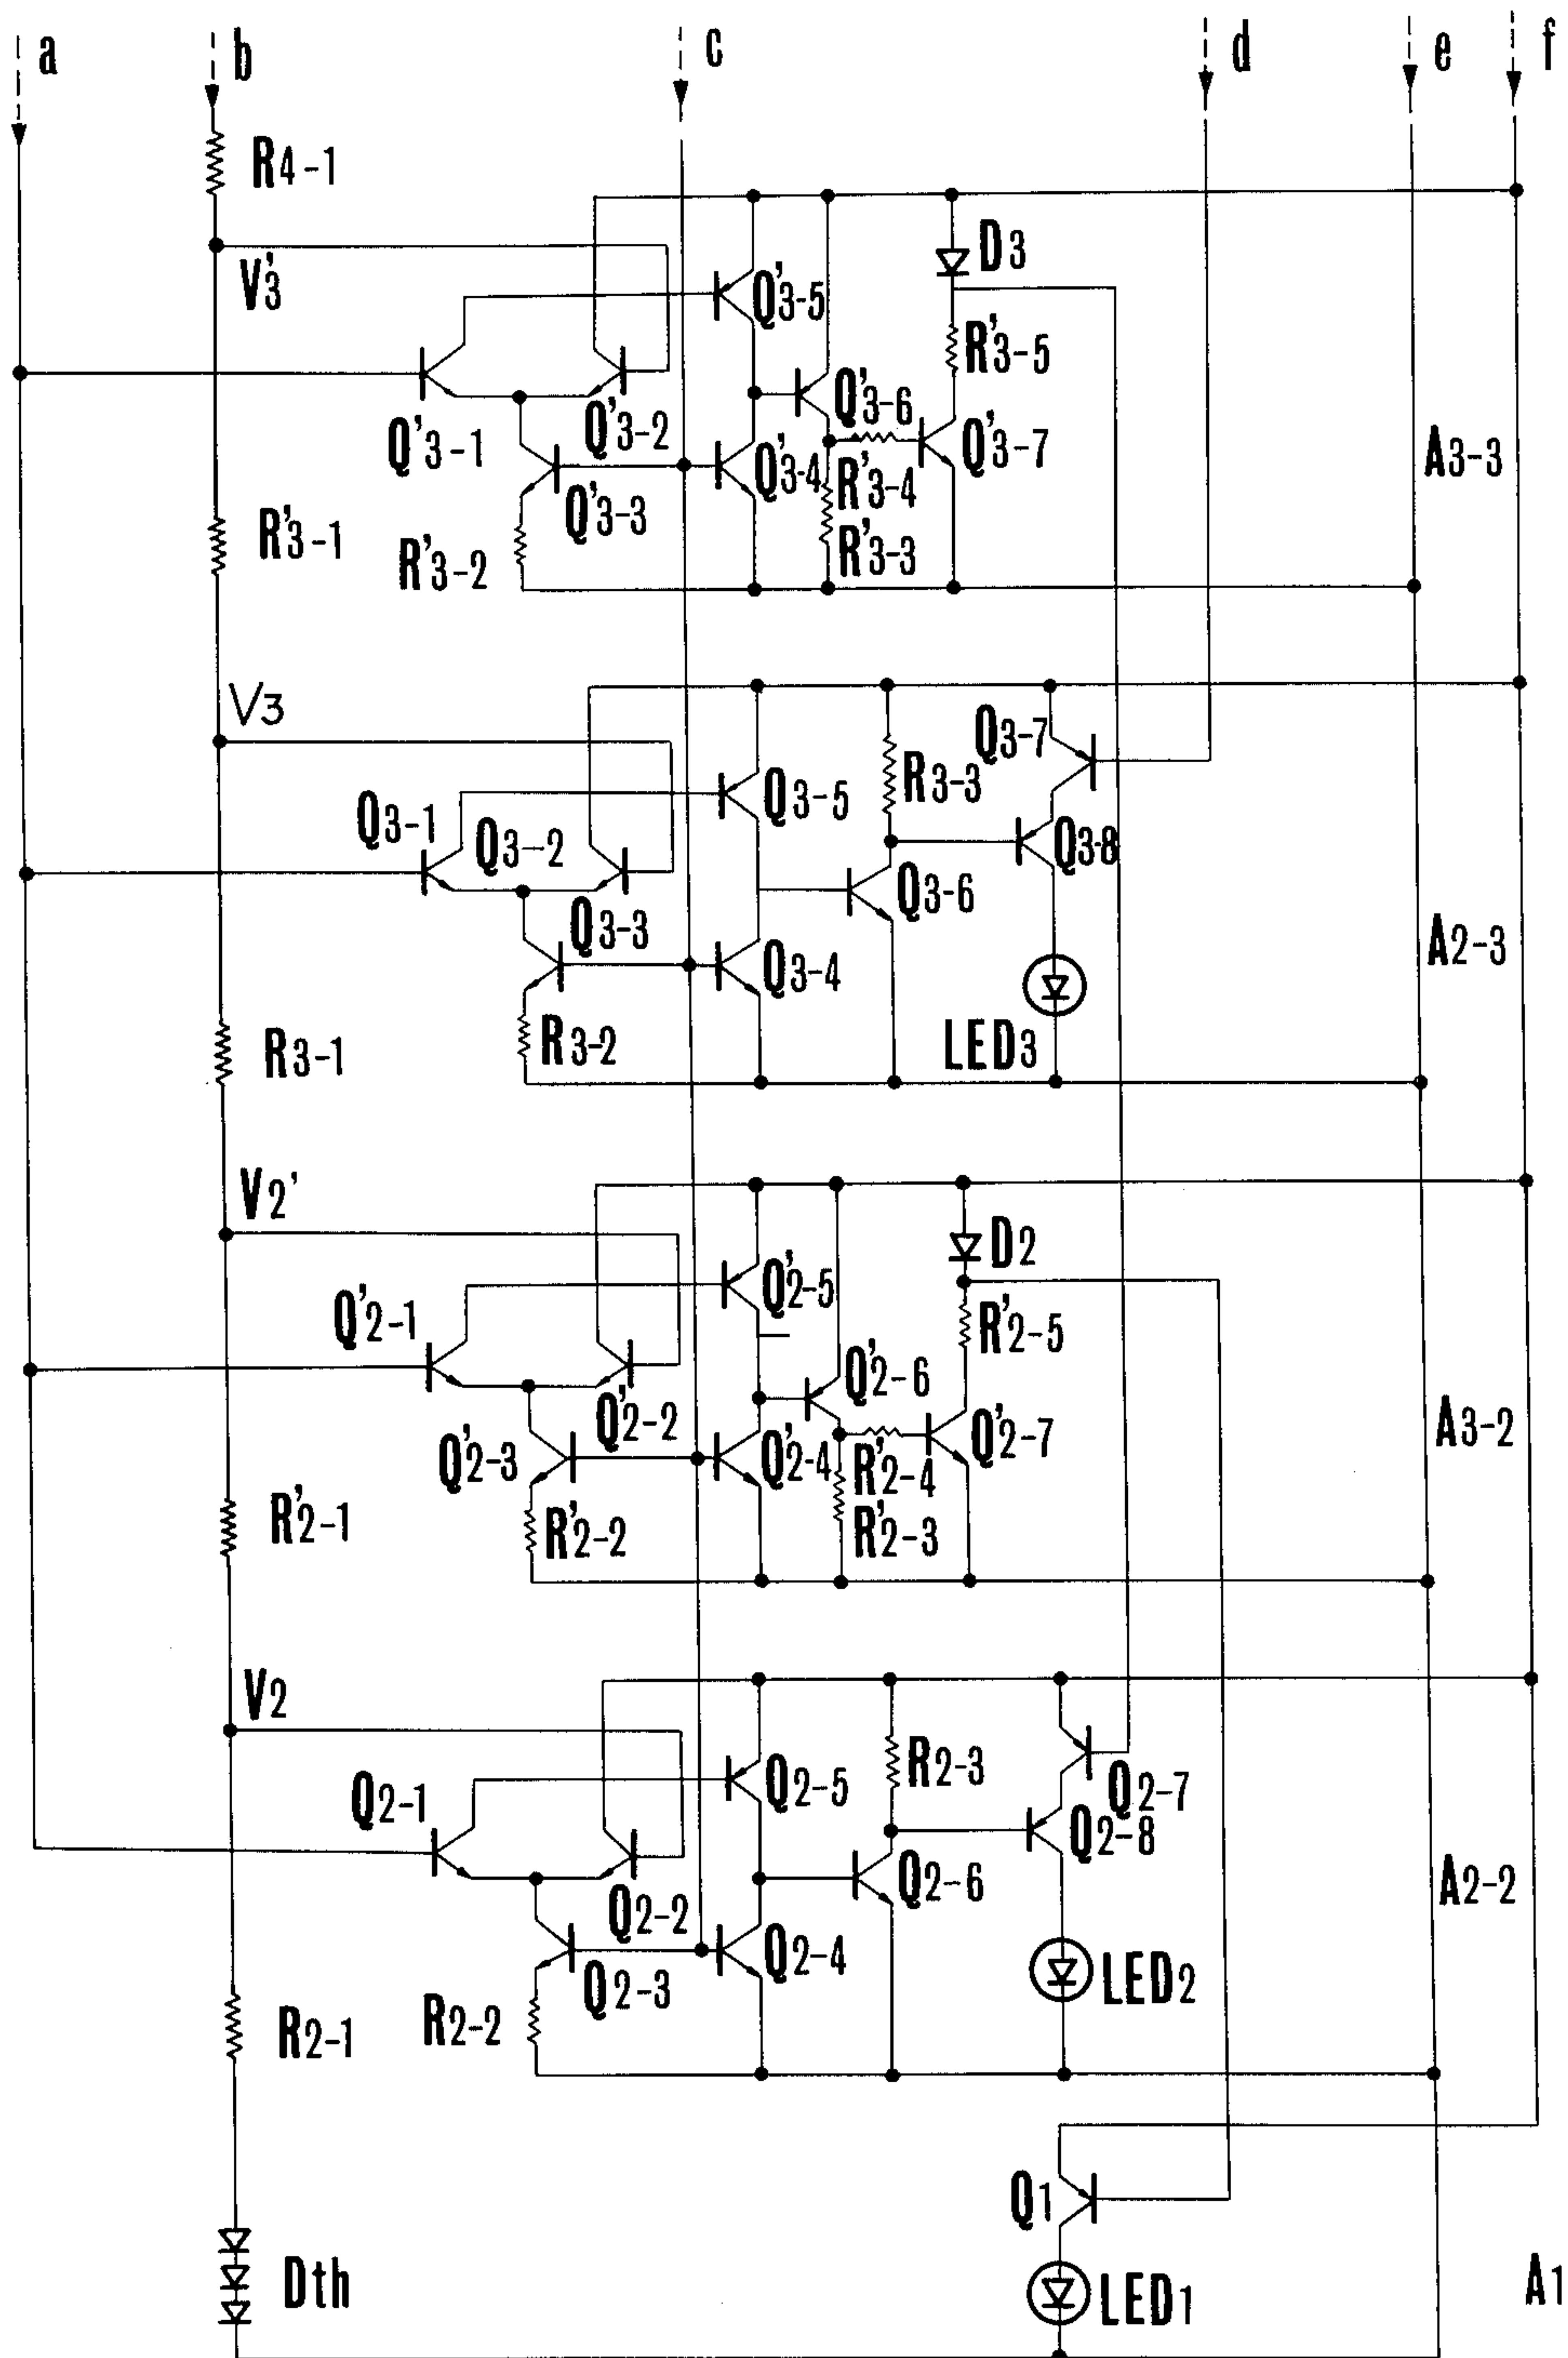 a
b
c
d
e
f
R4-1
V'3
D3
Q'3-5
R'3-5
Q'3-6
Q'3-1
Q'3-2
Q'3-4
Q'3-7
R'3-4
A3-3
Q'3-3
R'3-1
R'3-2
R'3-3
V3
Q3-7
Q3-5
R3-3
Q3-1
Q3-2
Q3-8
Q3-6
Q3-3
Q3-4
A2-3
R3-1
R3-2
LED3
V2'
D2
Q'2-5
Q'2-1
R'2-5
Q'2-6
Q'2-2
Q'2-3
Q'2-4
Q'2-7
A3-2
R'2-4
R'2-1
R'2-2
R'2-3
V2
R2-3
Q2-5
Q2-7
Q2-1
Q2-8
Q2-6
A2-2
Q2-2
Q2-4
Q2-3
LED2
R2-1
R2-2
Q1
Dth
LED1
A1